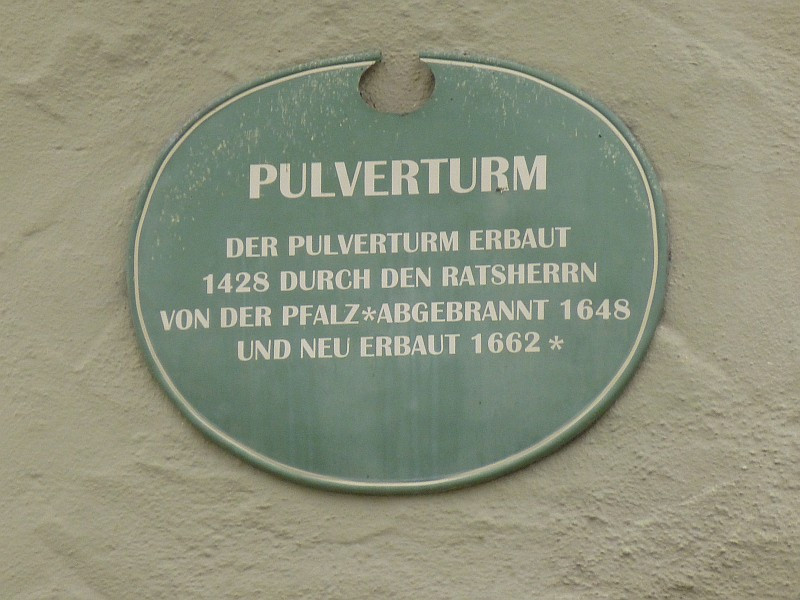 PULVERTURM
DER PULVERTURM ERBAUT
1428 DURCH DEN RATSHERRN
VON DER PFALZ*ABGEBRANNT 1648
UND NEU ERBAUT 1662 *